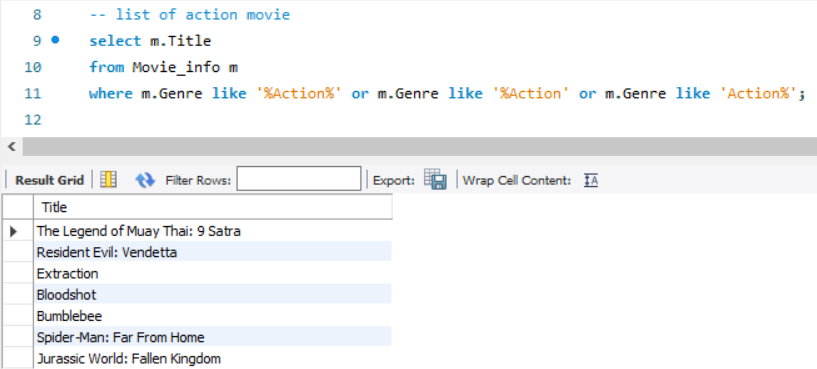 8 -- list of action movie
9 select m.Title
10 from Movie_info m
11 where m.Genre like '%Action%' or m.Genre like '%Action' or m.Genre like 'Action%';
12
Result Grid Filter Rows: Export: Wrap Cell Content: IA
Title
The Legend of Muay Thai: 9 Satra
Resident Evil: Vendetta
Extraction
Bloodshot
Bumblebee
Spider-Man: Far From Home
Jurassic World: Fallen Kingdom